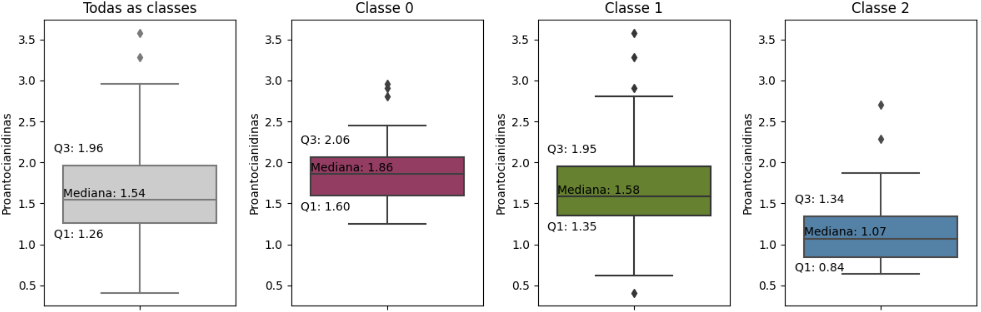 Todas as classes
Proantocianidinas
3.5
3.0
2.5
2.0
1.5
1.0
0.5
Q3: 1.96
Mediana: 1.54
Q1: 1.26
Classe 0
Proantocianidinas
3.5
3.0
2.5
2.0
1.5
1.0
0.5
Q3: 2.06
Mediana: 1.86
Q1: 1.60
Classe 1
Proantocianidinas
3.5
3.0
2.5
2.0
1.5
1.0
0.5
Q3: 1.95
Mediana: 1.58
Q1: 1.35
Classe 2
Proantocianidinas
3.5
3.0
2.5
2.0
1.5
1.0
0.5
Q3: 1.34
Mediana: 1.07
Q1: 0.84